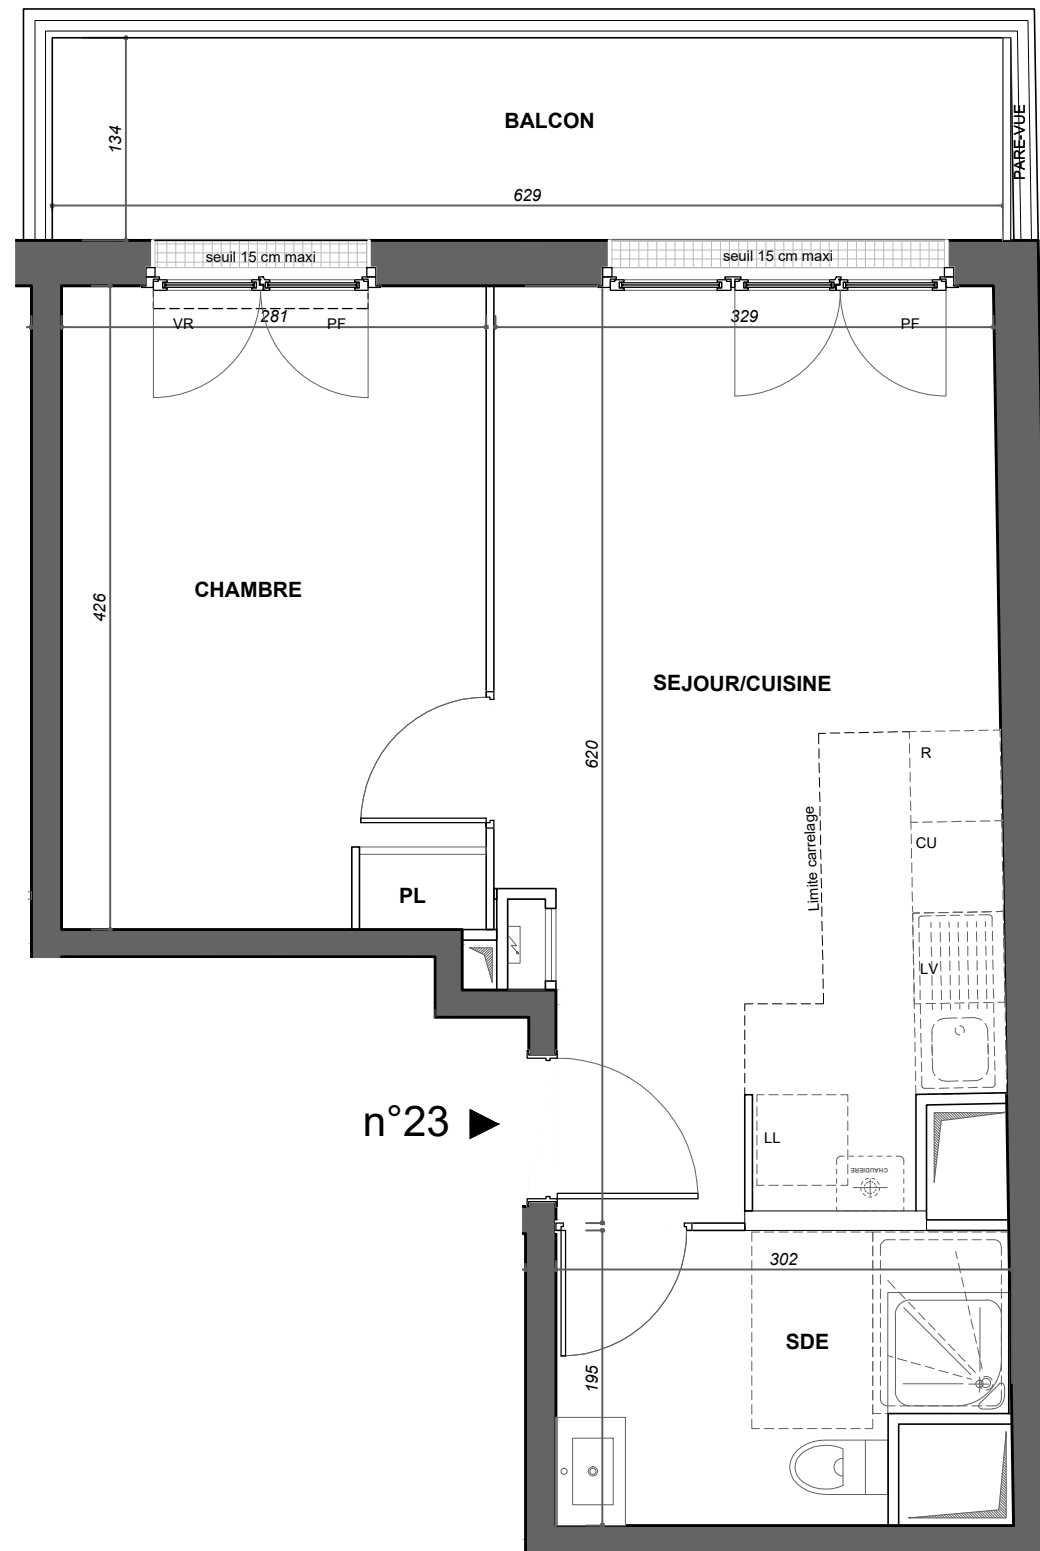 BALCON
PARE-VUE
134
629
seuil 15 cm maxi
seuil 15 cm maxi
VR
281
PF
329
PF
CHAMBRE
426
SEJOUR/CUISINE
620
R
CU
Limite carrelage
PL
LV
n°23
LL
CHAUDIERE
302
SDE
195